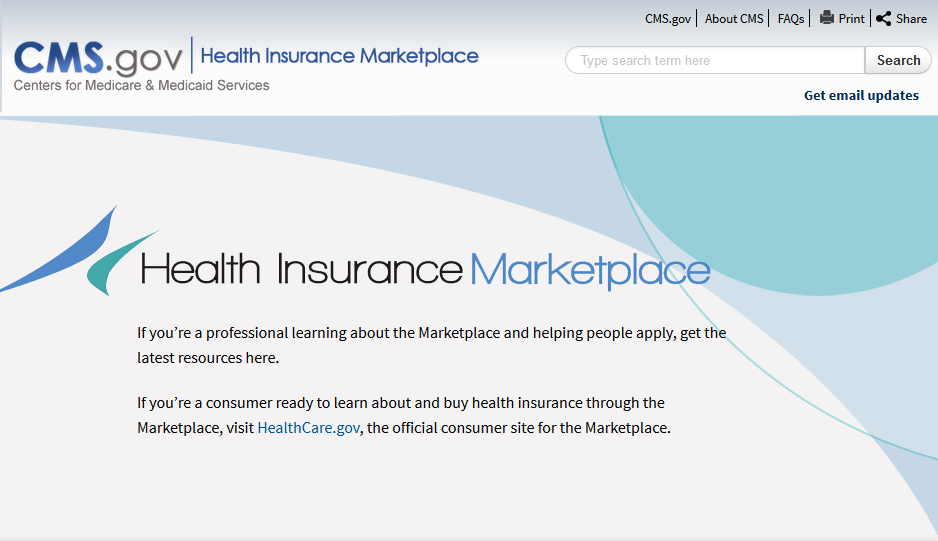 CMS.gov About CMS FAQs Print Share
CMS.gov Health Insurance Marketplace
Centers for Medicare & Medicaid Services
Type search term here Search
Get email updates
Health Insurance Marketplace
If you’re a professional learning about the Marketplace and helping people apply, get the
latest resources here.
If you’re a consumer ready to learn about and buy health insurance through the
Marketplace, visit HealthCare.gov, the official consumer site for the Marketplace.